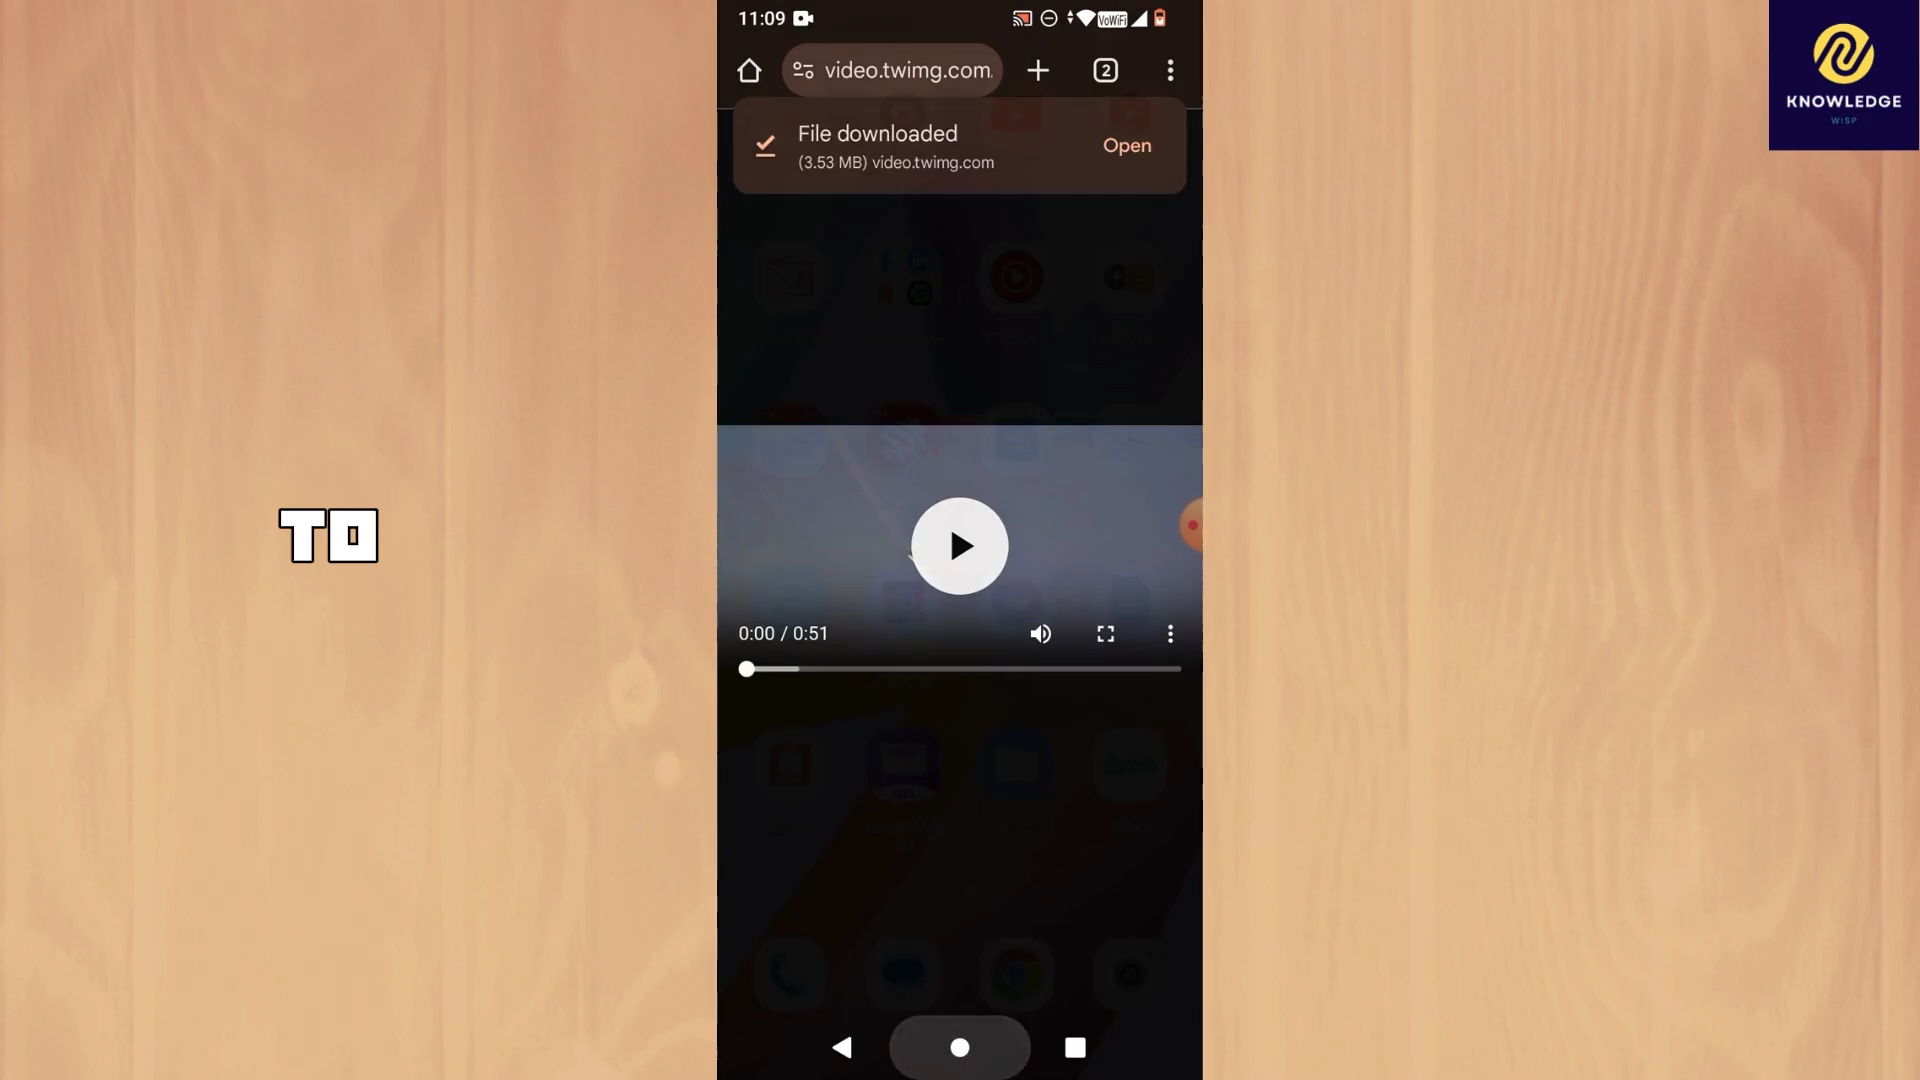 11:09
VoWiFi
video.twimg.com
2
File downloaded
(3.53 MB) video.twimg.com
Open
TO
0:00 / 0:51
KNOWLEDGE
WISP